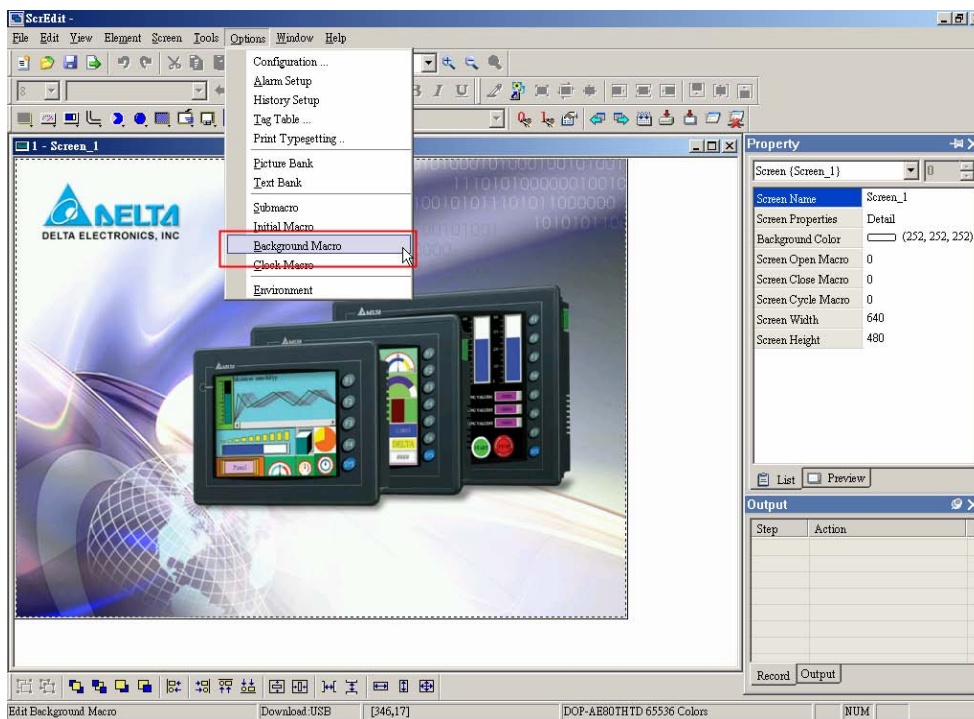 ScrEdit -
File Edit View Element Screen Tools Options Window Help
Configuration ...
Alarm Setup
History Setup
Tag Table ...
Print Typegetting ..
Picture Bank
Text Bank
Submacro
Initial Macro
Background Macro
Clock Macro
Environment
8
B I U
1 - Screen_1
DELTA
DELTA ELECTRONICS, INC
Property
Screen {Screen_1}
0
Screen Name Screen_1
Screen Properties Detail
Background Color (252, 252, 252)
Screen Open Macro 0
Screen Close Macro 0
Screen Cycle Macro 0
Screen Width 640
Screen Height 480
List Preview
Output
Step Action
Record Output
Edit Background Macro Download:USB [346,17] DOP-AE80THTD 65536 Colors NUM